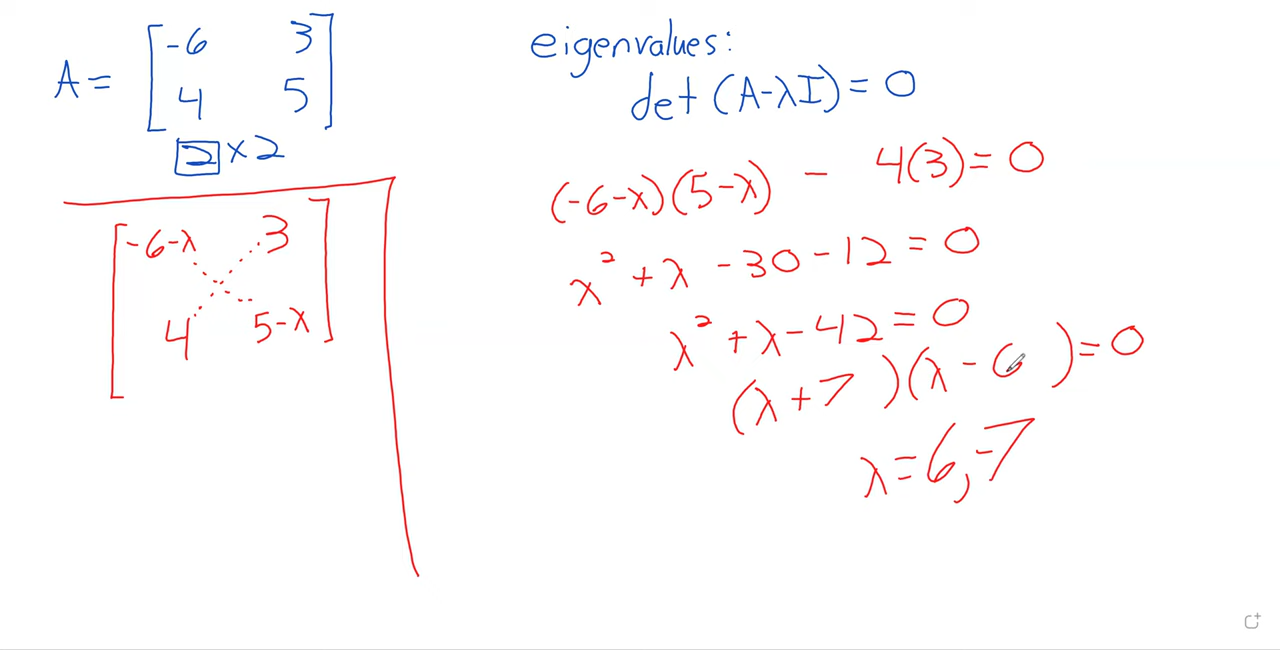 A = [ -6 3
4 5 ]
2 × 2
[ -6-λ 3
4 5-λ ]
eigenvalues:
det (A-λI) = 0
(-6-λ)(5-λ) - 4(3) = 0
λ² + λ - 30 - 12 = 0
λ² + λ - 42 = 0
(λ + 7)(λ - 6) = 0
λ = 6, -7